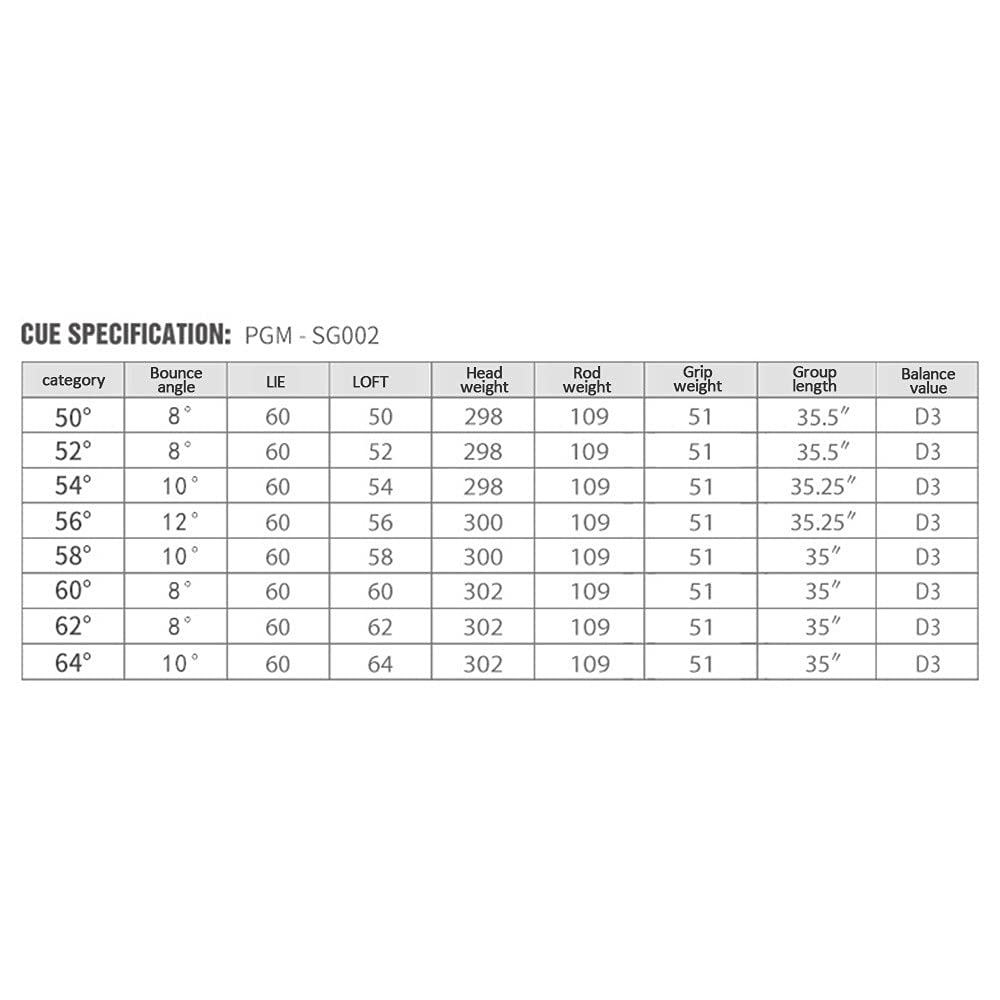 CUE SPECIFICATION: PGM - SG002
category Bounce angle LIE LOFT Head weight Rod weight Grip weight Group length Balance value
50° 8° 60 50 298 109 51 35.5″ D3
52° 8° 60 52 298 109 51 35.5″ D3
54° 10° 60 54 298 109 51 35.25″ D3
56° 12° 60 56 300 109 51 35.25″ D3
58° 10° 60 58 300 109 51 35″ D3
60° 8° 60 60 302 109 51 35″ D3
62° 8° 60 62 302 109 51 35″ D3
64° 10° 60 64 302 109 51 35″ D3